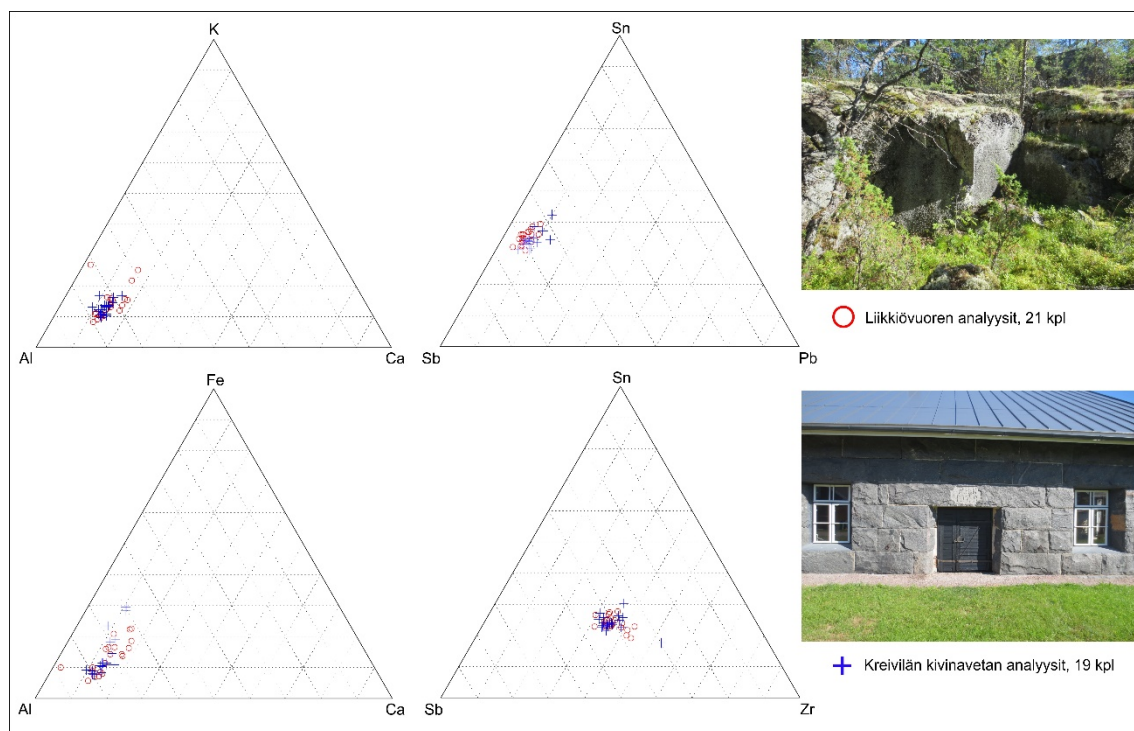 K
Al
Ca
Sn
Sb
Pb
Liikkiövuoren analyysit, 21 kpl
Fe
Al
Ca
Sn
Sb
Zr
Kreivilän kivinavetan analyysit, 19 kpl